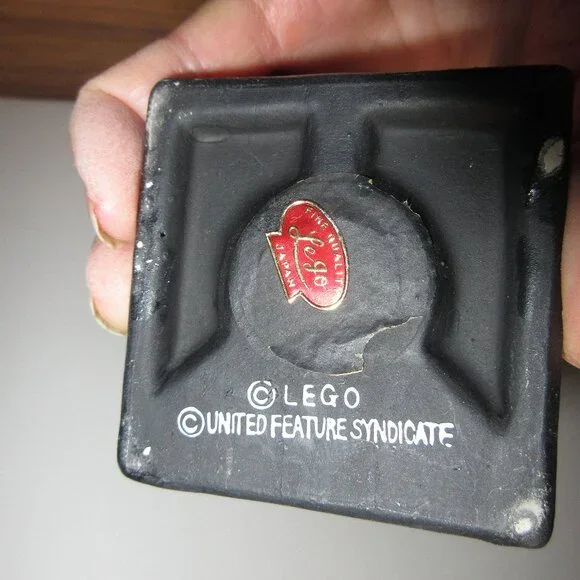 FINE QUALITY
Lego
JAPAN
© LEGO
© UNITED FEATURE SYNDICATE